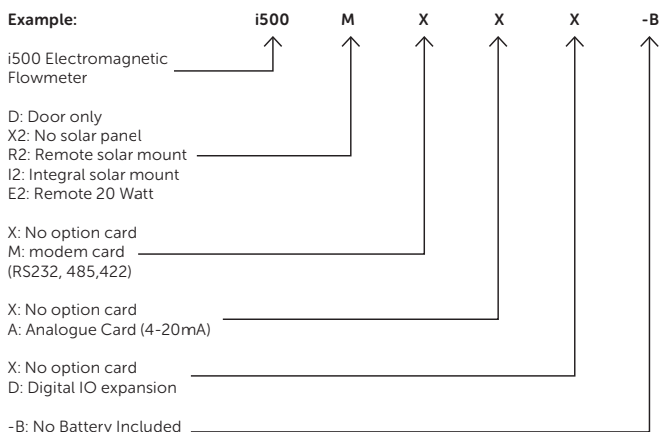 Example: i500 M X X X -B
i500 Electromagnetic
Flowmeter
D: Door only
X2: No solar panel
R2: Remote solar mount
I2: Integral solar mount
E2: Remote 20 Watt
X: No option card
M: modem card
(RS232, 485,422)
X: No option card
A: Analogue Card (4-20mA)
X: No option card
D: Digital IO expansion
-B: No Battery Included